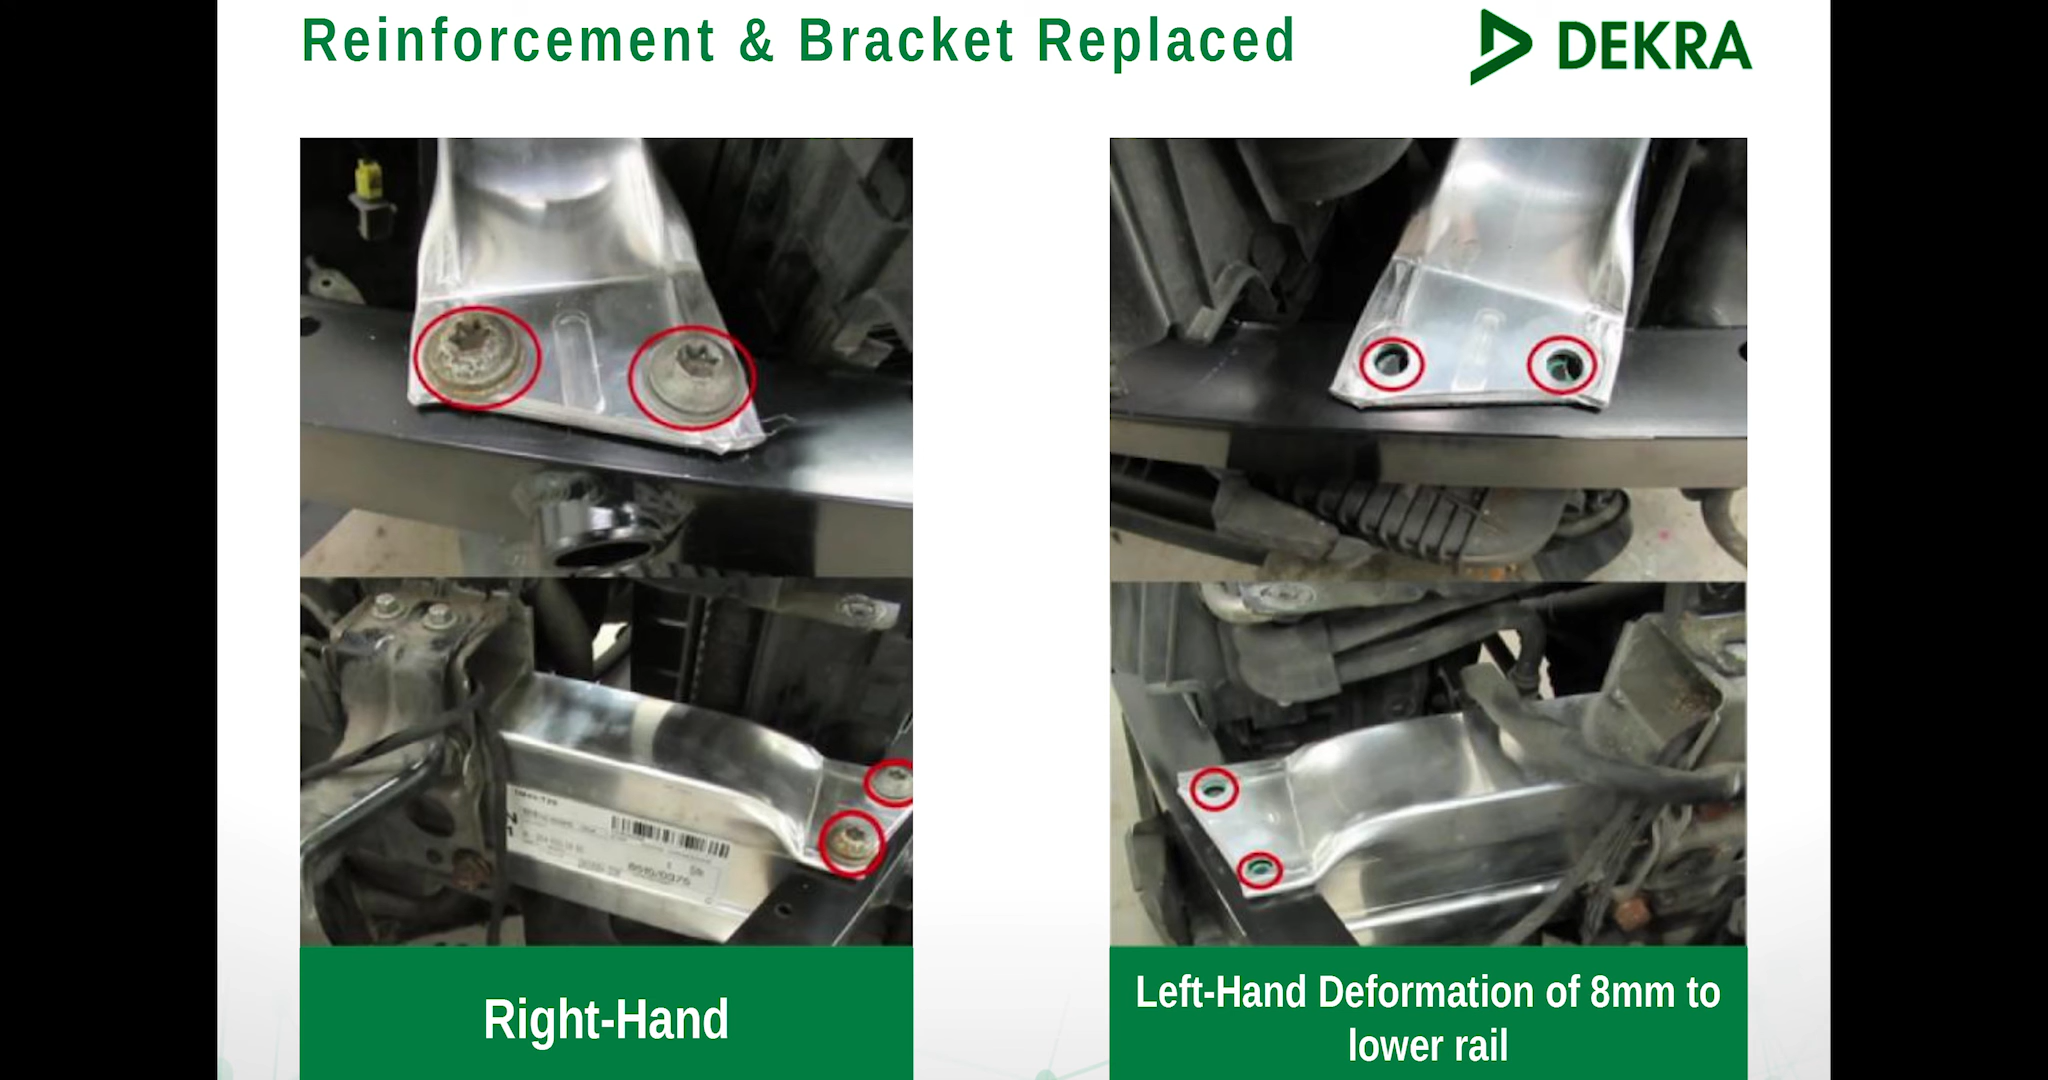 Reinforcement & Bracket Replaced
DEKRA
Right-Hand
Left-Hand Deformation of 8mm to
lower rail